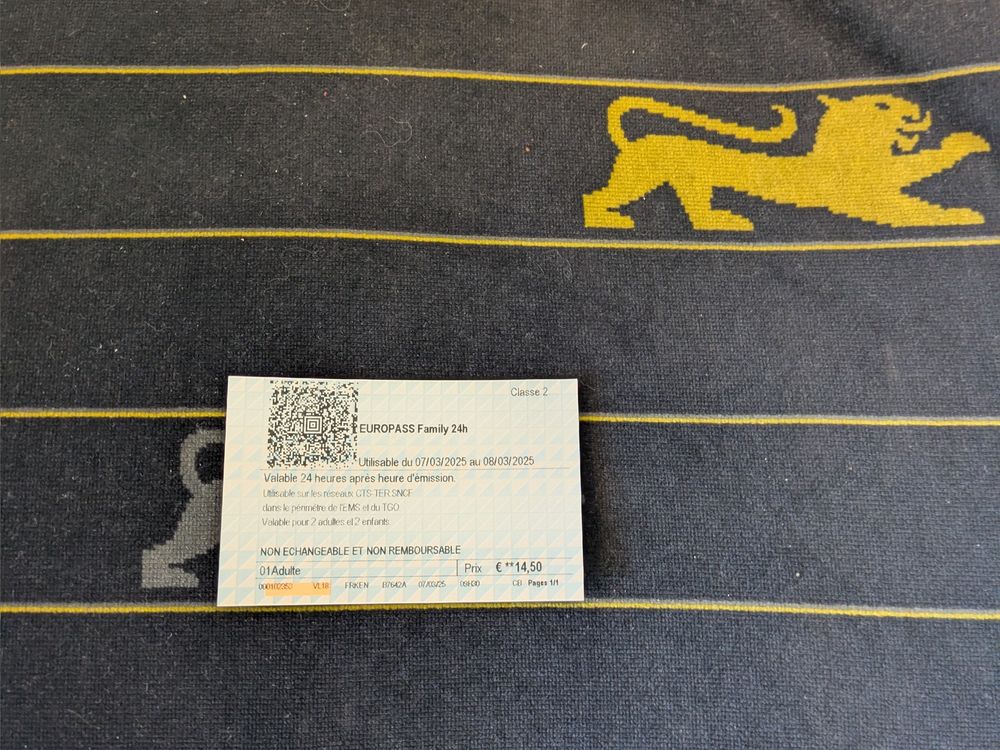 Classe 2
EUROPASS Family 24h
Utilisable du 07/03/2025 au 08/03/2025
Valable 24 heures après heure d'émission.
Utilisable sur les réseaux CTS-TER SNCF
dans le périmètre de l'EMS et du TGO.
Valable pour 2 adultes et 2 enfants.
NON ECHANGEABLE ET NON REMBOURSABLE
01Adulte Prix € **14,50
000102353 VL18 FRKEN B7642A 07/03/25 09H30 CB Pages 1/1